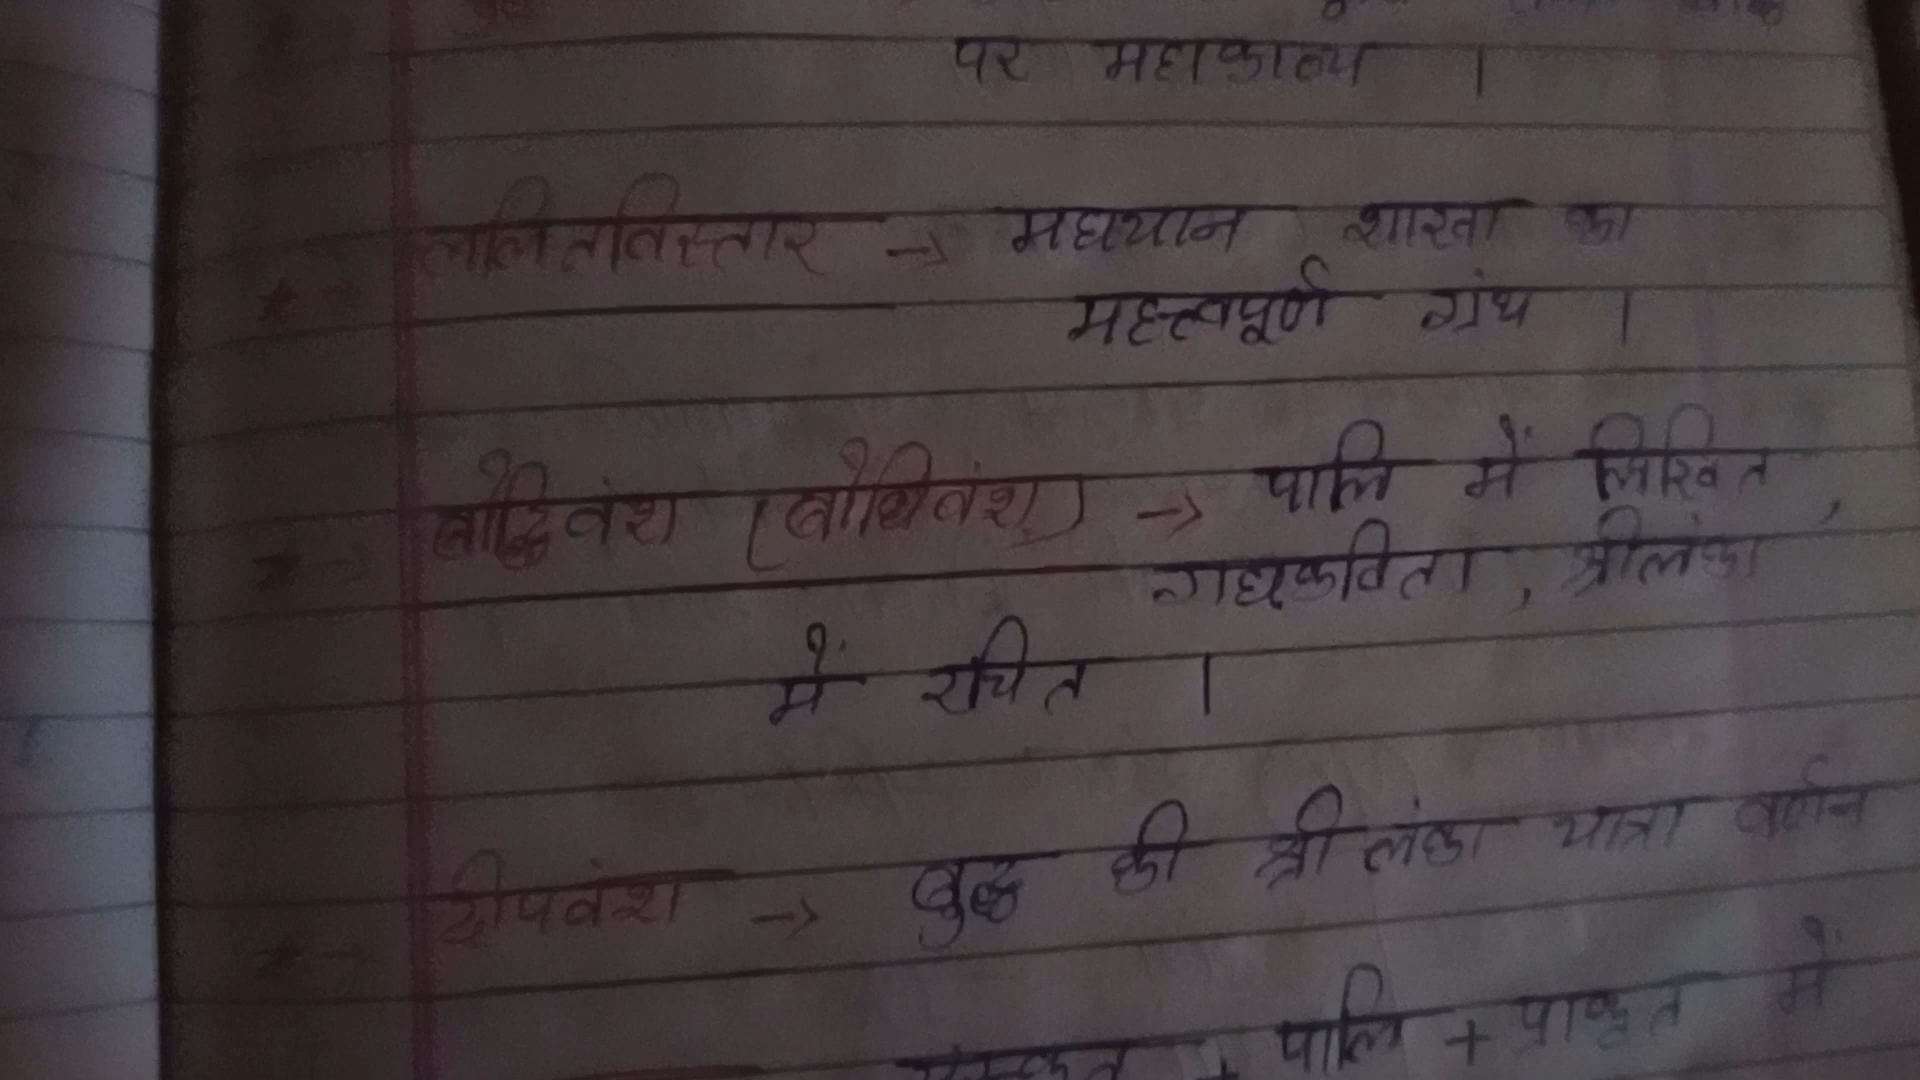 पर महाकाव्य ।
ललितविस्तार → महायान शाखा का
महत्त्वपूर्ण ग्रंथ ।
बोद्धिवंश (बोधिवंश) → पालि में लिखित,
गद्यकविता, श्रीलंका
में रचित ।
दीपवंश → बुद्ध की श्रीलंका यात्रा वर्णन
संस्कृत + पालि + प्राकृत में